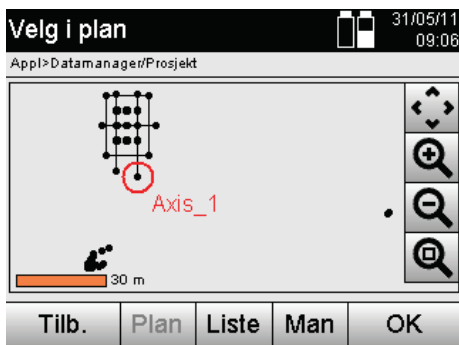 Velg i plan
31/05/11
09:06
Appl>Datamanager/Prosjekt
Axis_1
30 m
Tilb. Plan Liste Man OK